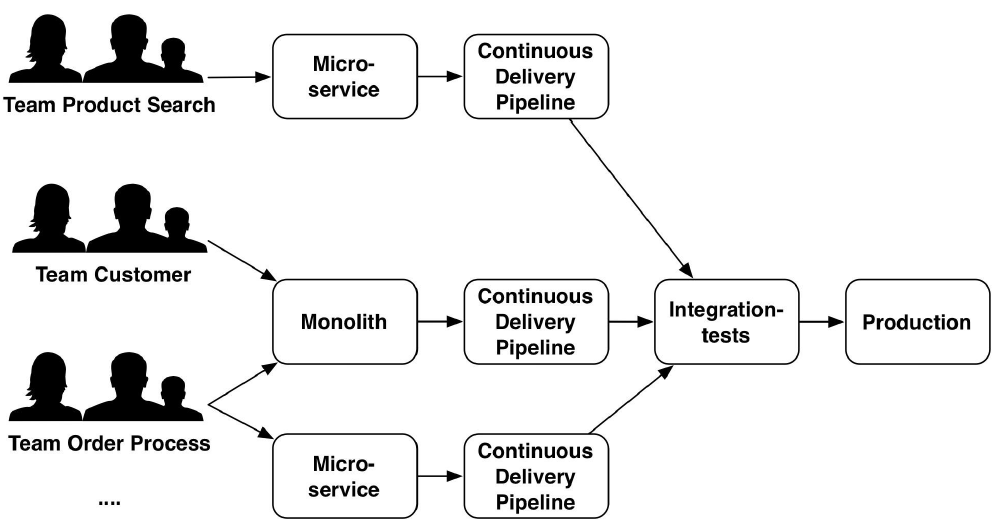 Team Product Search
Micro-
service
Continuous
Delivery
Pipeline
Team Customer
Monolith
Continuous
Delivery
Pipeline
Integration-
tests
Production
Team Order Process
....
Micro-
service
Continuous
Delivery
Pipeline